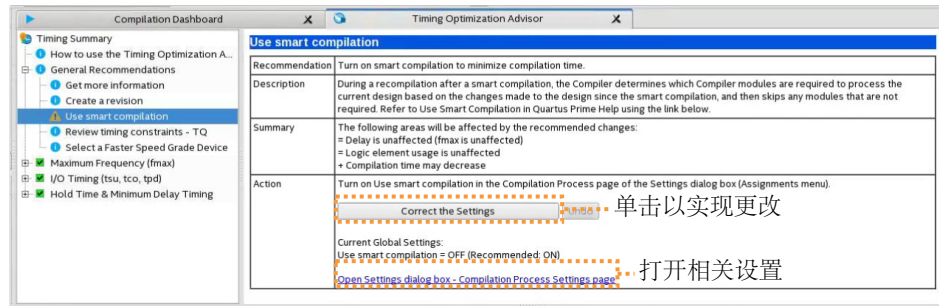 Compilation Dashboard
Timing Optimization Advisor
Timing Summary
How to use the Timing Optimization A...
General Recommendations
Get more information
Create a revision
Use smart compilation
Review timing constraints - TQ
Select a Faster Speed Grade Device
Maximum Frequency (fmax)
I/O Timing (tsu, tco, tpd)
Hold Time & Minimum Delay Timing
Use smart compilation
Recommendation Turn on smart compilation to minimize compilation time.
Description During a recompilation after a smart compilation, the Compiler determines which Compiler modules are required to process the
current design based on the changes made to the design since the smart compilation, and then skips any modules that are not
required. Refer to Use Smart Compilation in Quartus Prime Help using the link below.
Summary The following areas will be affected by the recommended changes:
= Delay is unaffected (fmax is unaffected)
= Logic element usage is unaffected
+ Compilation time may decrease
Action Turn on Use smart compilation in the Compilation Process page of the Settings dialog box (Assignments menu).
Correct the Settings Undo 单击以实现更改
Current Global Settings:
Use smart compilation = OFF (Recommended: ON)
Open Settings dialog box - Compilation Process Settings page 打开相关设置